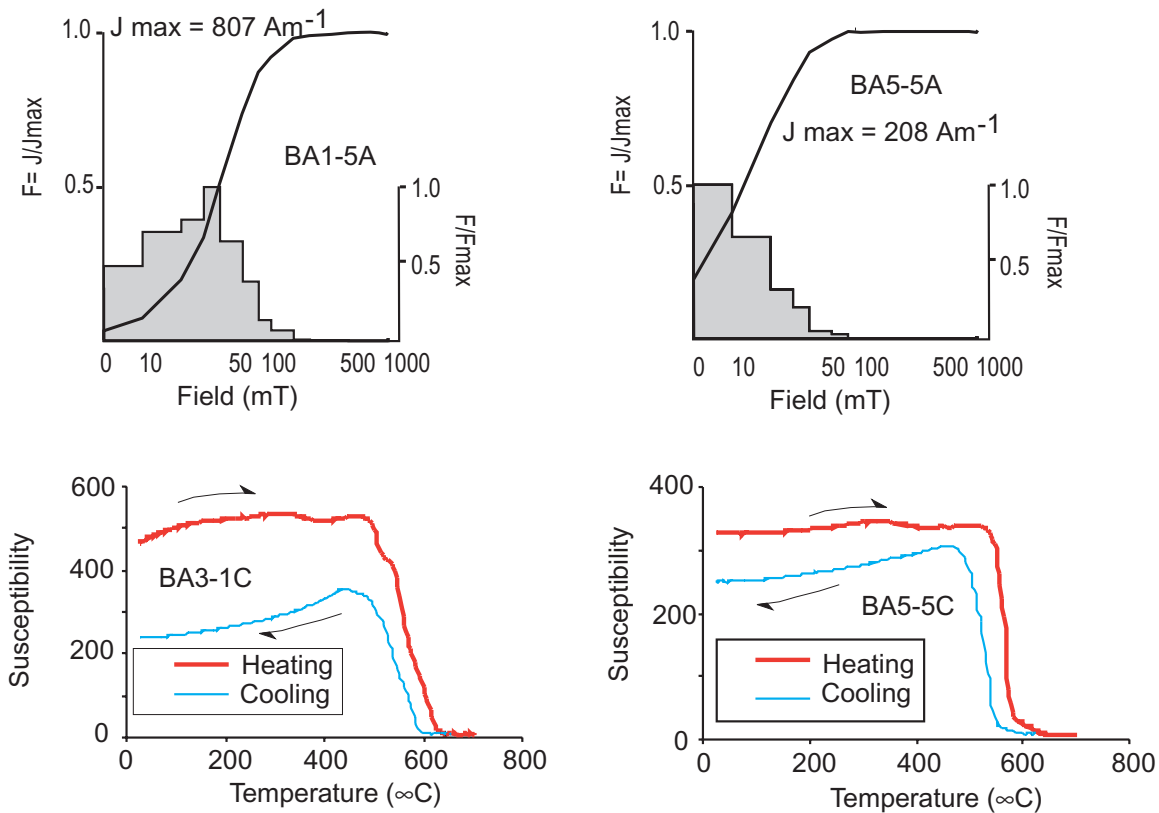 J max = 807 Am-1
1.0
0.5
F= J/Jmax
BA1-5A
1.0
0.5
F/Fmax
0 10 50 100 500 1000
Field (mT)
1.0
0.5
F= J/Jmax
BA5-5A
J max = 208 Am-1
1.0
0.5
F/Fmax
0 10 50 100 500 1000
Field (mT)
600
400
200
0
Susceptibility
BA3-1C
Heating
Cooling
0 200 400 600 800
Temperature (∞C)
400
200
0
Susceptibility
BA5-5C
Heating
Cooling
0 200 400 600 800
Temperature (∞C)